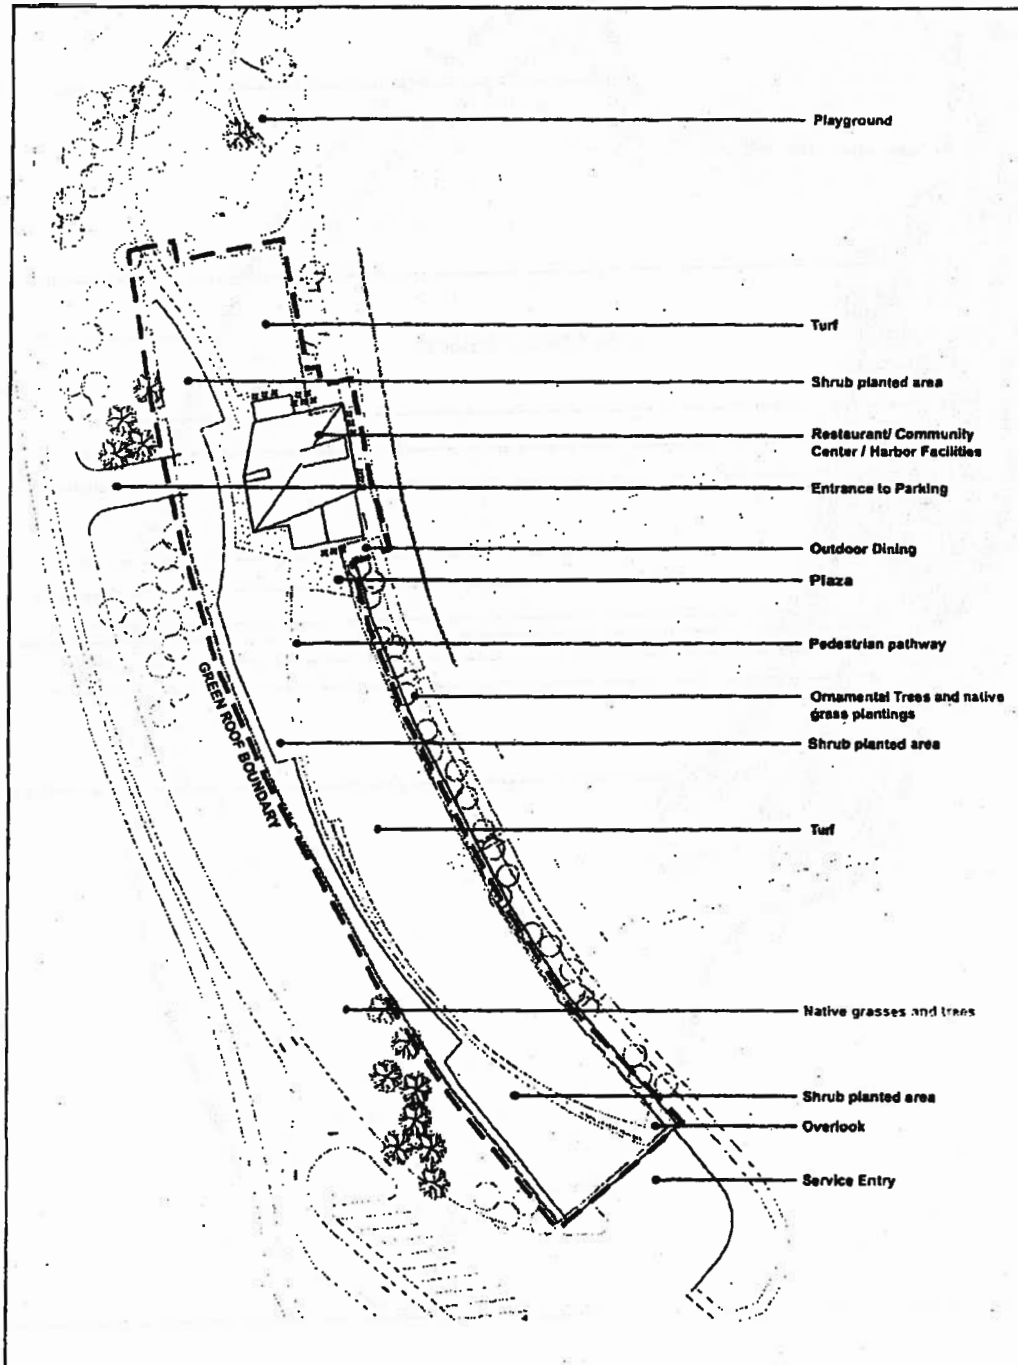 Playground
Turf
Shrub planted area
Restaurant/ Community
Center / Harbor Facilities
Entrance to Parking
Outdoor Dining
Plaza
Pedestrian pathway
GREEN ROOF BOUNDARY
Ornamental Trees and native
grass plantings
Shrub planted area
Turf
Native grasses and trees
Shrub planted area
Overlook
Service Entry